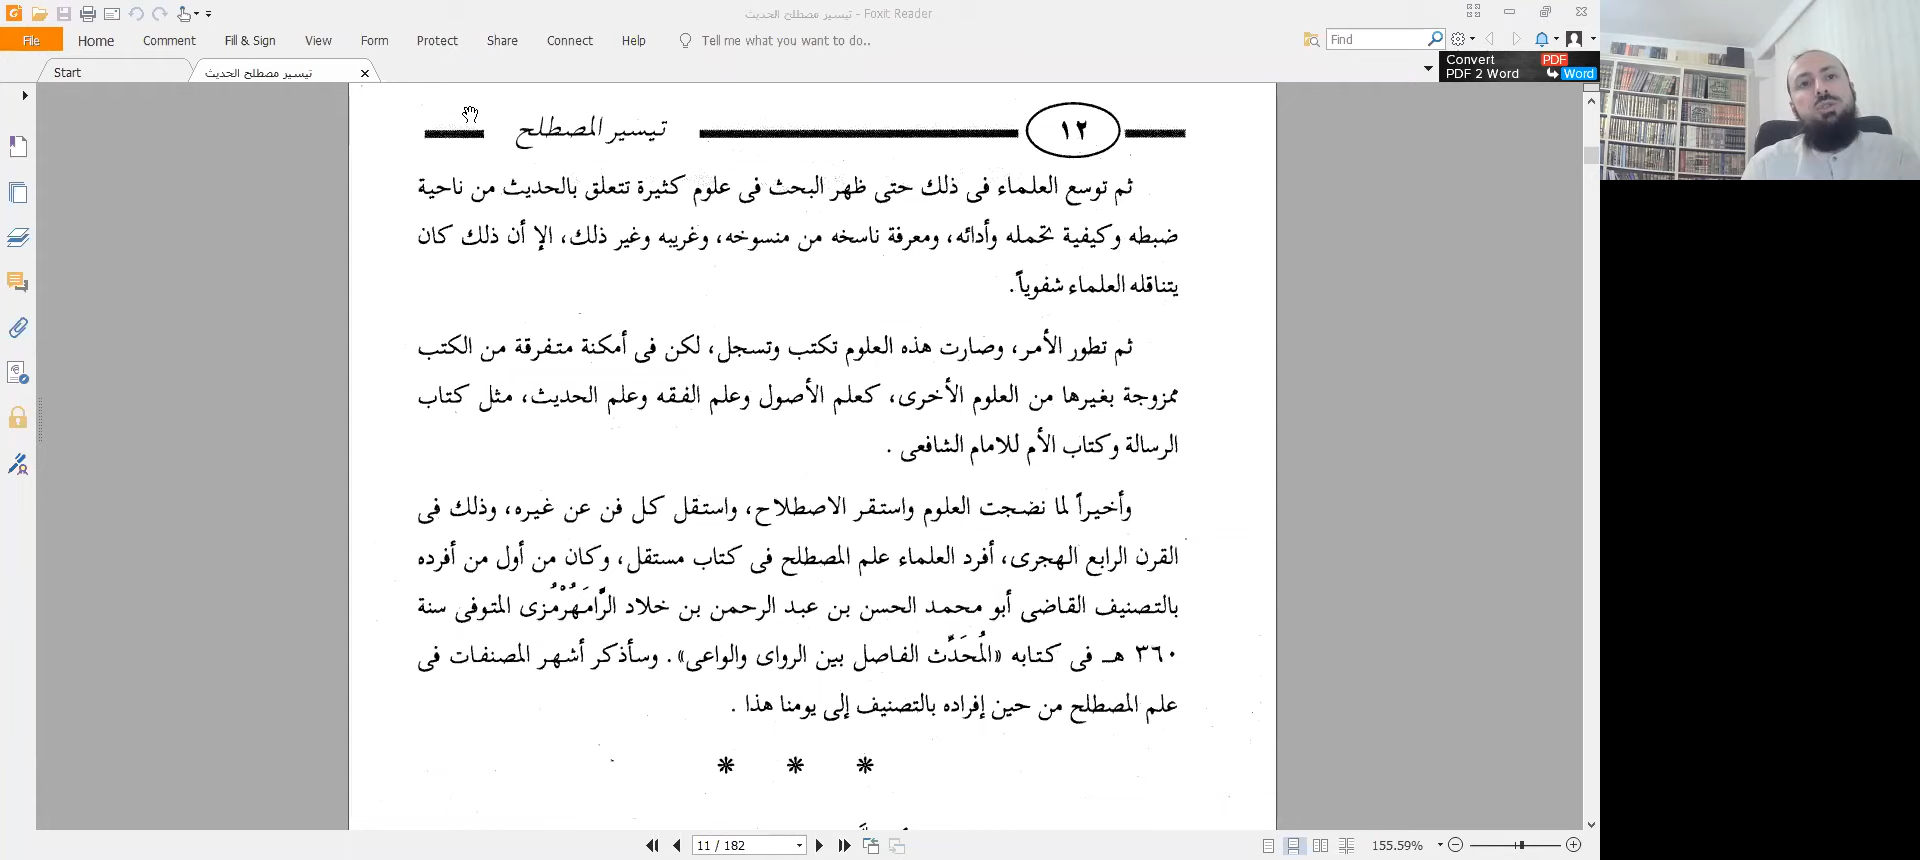 تيسير مصطلح الحديث - Foxit Reader
File Home Comment Fill & Sign View Form Protect Share Connect Help Tell me what you want to do.. Find
Start تيسير مصطلح الحديث
Convert PDF
PDF 2 Word Word
١٢ تيسير المصطلح
ثم توسع العلماء فى ذلك حتى ظهر البحث فى علوم كثيرة تتعلق بالحديث من ناحية
ضبطه وكيفية تحمله وأدائه، ومعرفة ناسخه من منسوخه، وغريبه وغير ذلك، الإ أن ذلك كان
يتناقله العلماء شفوياً.
ثم تطور الأمر، وصارت هذه العلوم تكتب وتسجل، لكن فى أمكنة متفرقة من الكتب
ممزوجة بغيرها من العلوم الأخرى، كعلم الأصول وعلم الفقه وعلم الحديث، مثل كتاب
الرسالة وكتاب الأم للامام الشافعى .
وأخيراً لما نضجت العلوم واستقر الاصطلاح، واستقل كل فن عن غيره، وذلك فى
القرن الرابع الهجرى، أفرد العلماء علم المصطلح فى كتاب مستقل، وكان من أول من أفرده
بالتصنيف القاضى أبو محمد الحسن بن عبد الرحمن بن خلاد الرَّامَهُرْمُزى المتوفى سنة
٣٦٠ هـ فى كتابه «المُحَدِّث الفاصل بين الرواى والواعى». وسأذكر أشهر المصنفات فى
علم المصطلح من حين إفراده بالتصنيف إلى يومنا هذا .
* * *
11 / 182 155.59%